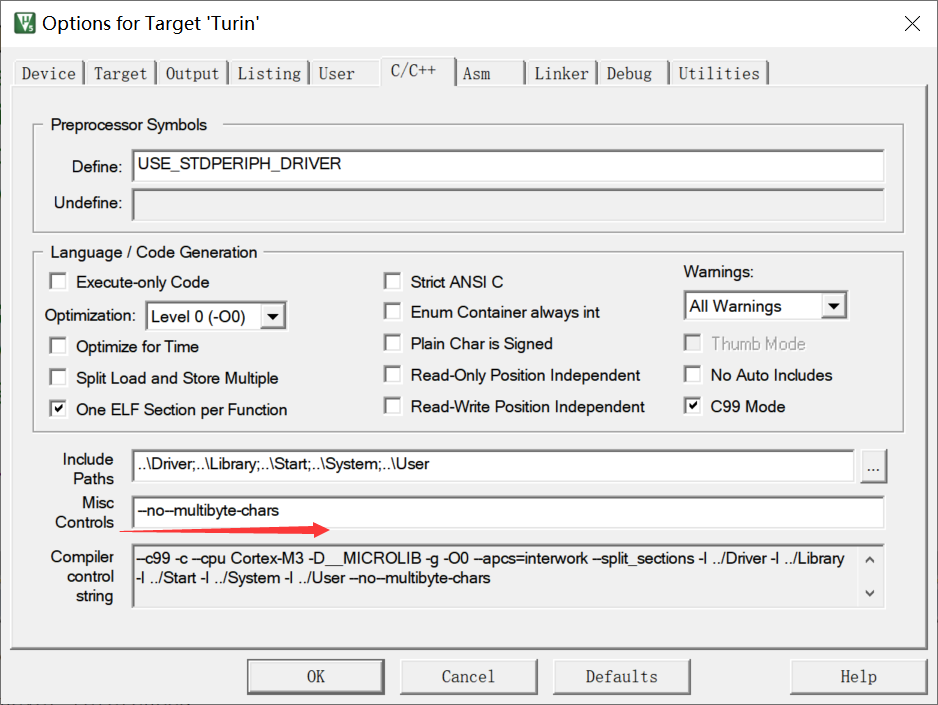 Options for Target 'Turin'
Device Target Output Listing User C/C++ Asm Linker Debug Utilities
Preprocessor Symbols
Define: USE_STDPERIPH_DRIVER
Undefine:
Language / Code Generation
Execute-only Code
Optimization: Level 0 (-O0)
Optimize for Time
Split Load and Store Multiple
One ELF Section per Function
Strict ANSI C
Enum Container always int
Plain Char is Signed
Read-Only Position Independent
Read-Write Position Independent
Warnings:
All Warnings
Thumb Mode
No Auto Includes
C99 Mode
Include
Paths
..\Driver;..\Library;..\Start;..\System;..\User
...
Misc
Controls
--no--multibyte-chars
Compiler
control
string
--c99 -c --cpu Cortex-M3 -D__MICROLIB -g -O0 --apcs=interwork --split_sections -I ../Driver -I ../Library
-I ../Start -I ../System -I ../User --no--multibyte-chars
OK Cancel Defaults Help